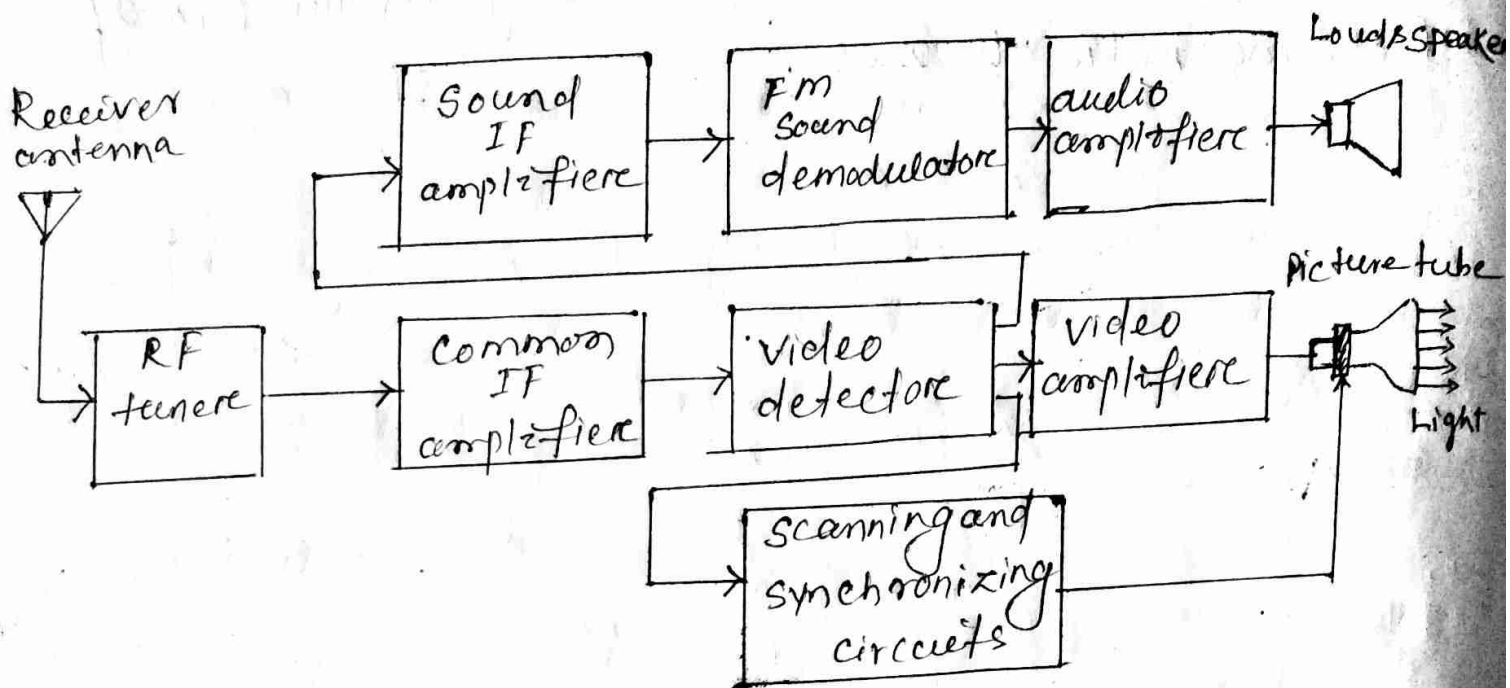 Loudsspeaker
Receiver
antenna
Sound
IF
amplifiere
Fm
Sound
demodulatore
audio
amplifiere
Picture tube
RF
tunere
Common
IF
amplifiere
Video
detectore
Video
amplifiere
Light
Scanning and
synchronizing
circuits